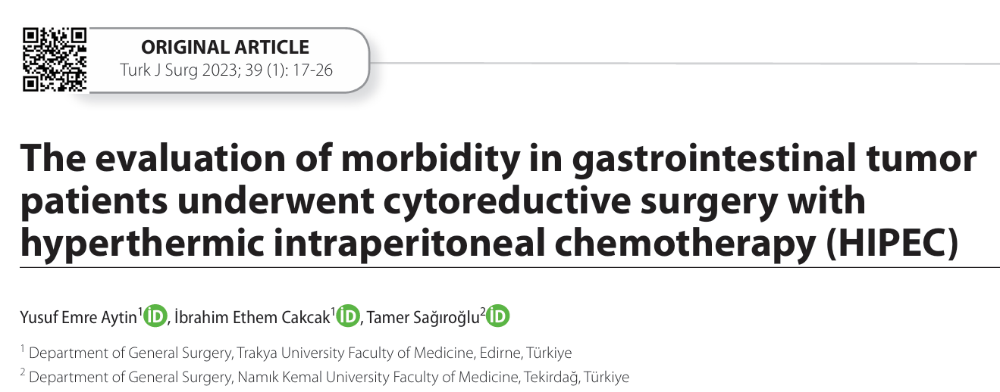 ORIGINAL ARTICLE
Turk J Surg 2023; 39 (1): 17-26
The evaluation of morbidity in gastrointestinal tumor
patients underwent cytoreductive surgery with
hyperthermic intraperitoneal chemotherapy (HIPEC)
Yusuf Emre Aytin1 iD, İbrahim Ethem Cakcak1 iD, Tamer Sağıroğlu2 iD
1 Department of General Surgery, Trakya University Faculty of Medicine, Edirne, Türkiye
2 Department of General Surgery, Namık Kemal University Faculty of Medicine, Tekirdağ, Türkiye